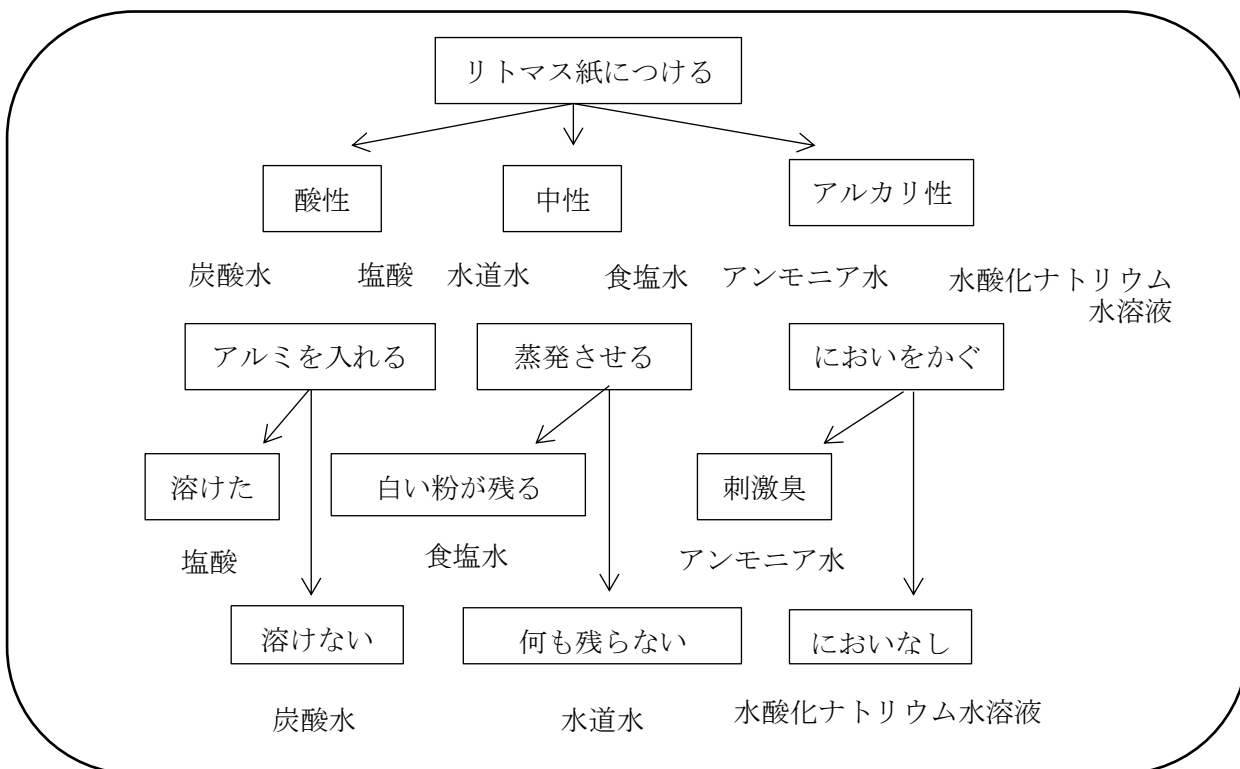 リトマス紙につける
酸性
中性
アルカリ性
炭酸水
塩酸
水道水
食塩水
アンモニア水
水酸化ナトリウム
水溶液
アルミを入れる
蒸発させる
においをかぐ
溶けた
白い粉が残る
刺激臭
塩酸
食塩水
アンモニア水
溶けない
何も残らない
においなし
炭酸水
水道水
水酸化ナトリウム水溶液